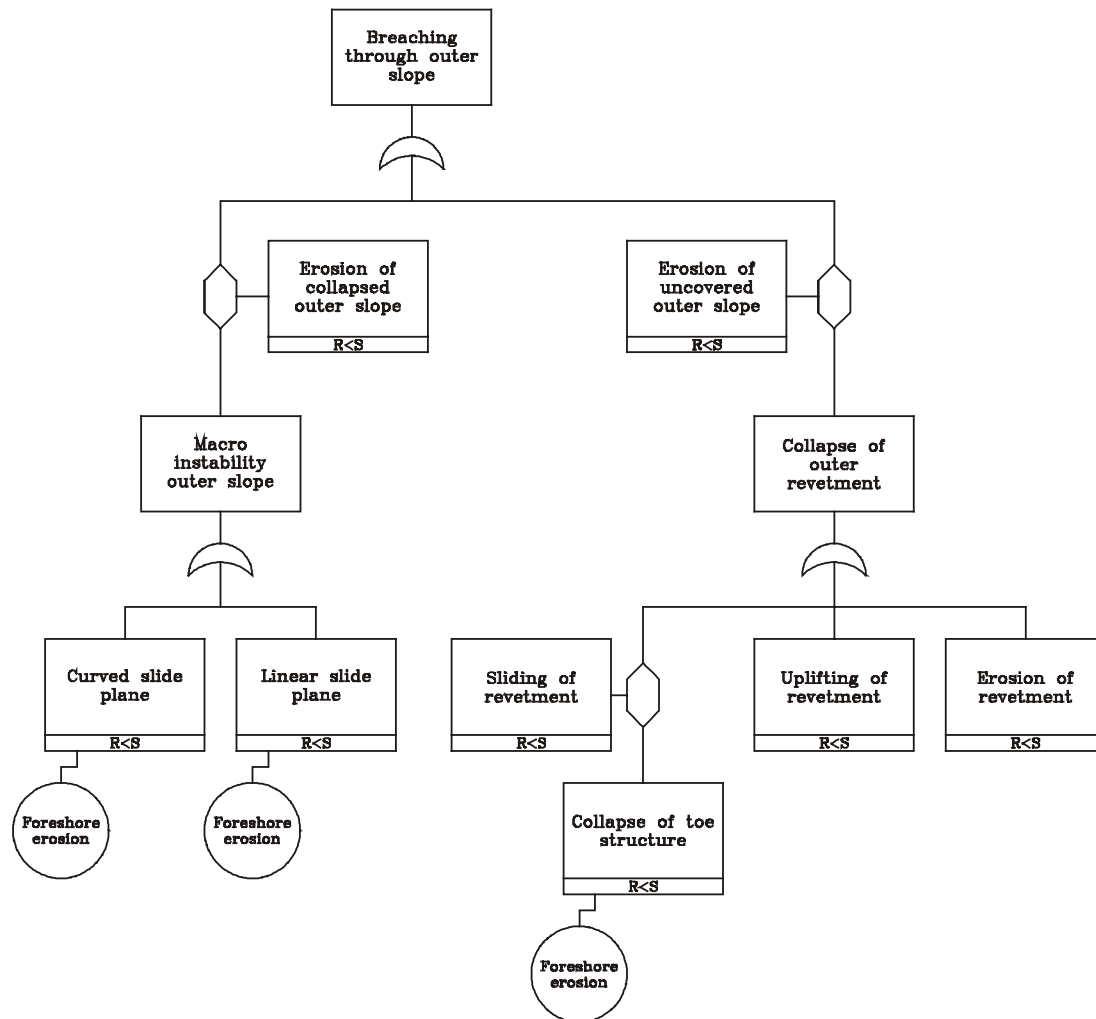 Breaching
through outer
slope
Erosion of
collapsed
outer slope
R<S
Erosion of
uncovered
outer slope
R<S
Macro
instability
outer slope
Collapse of
outer
revetment
Curved slide
plane
R<S
Linear slide
plane
R<S
Sliding of
revetment
R<S
Uplifting of
revetment
R<S
Erosion of
revetment
R<S
Foreshore
erosion
Foreshore
erosion
Collapse of toe
structure
R<S
Foreshore
erosion